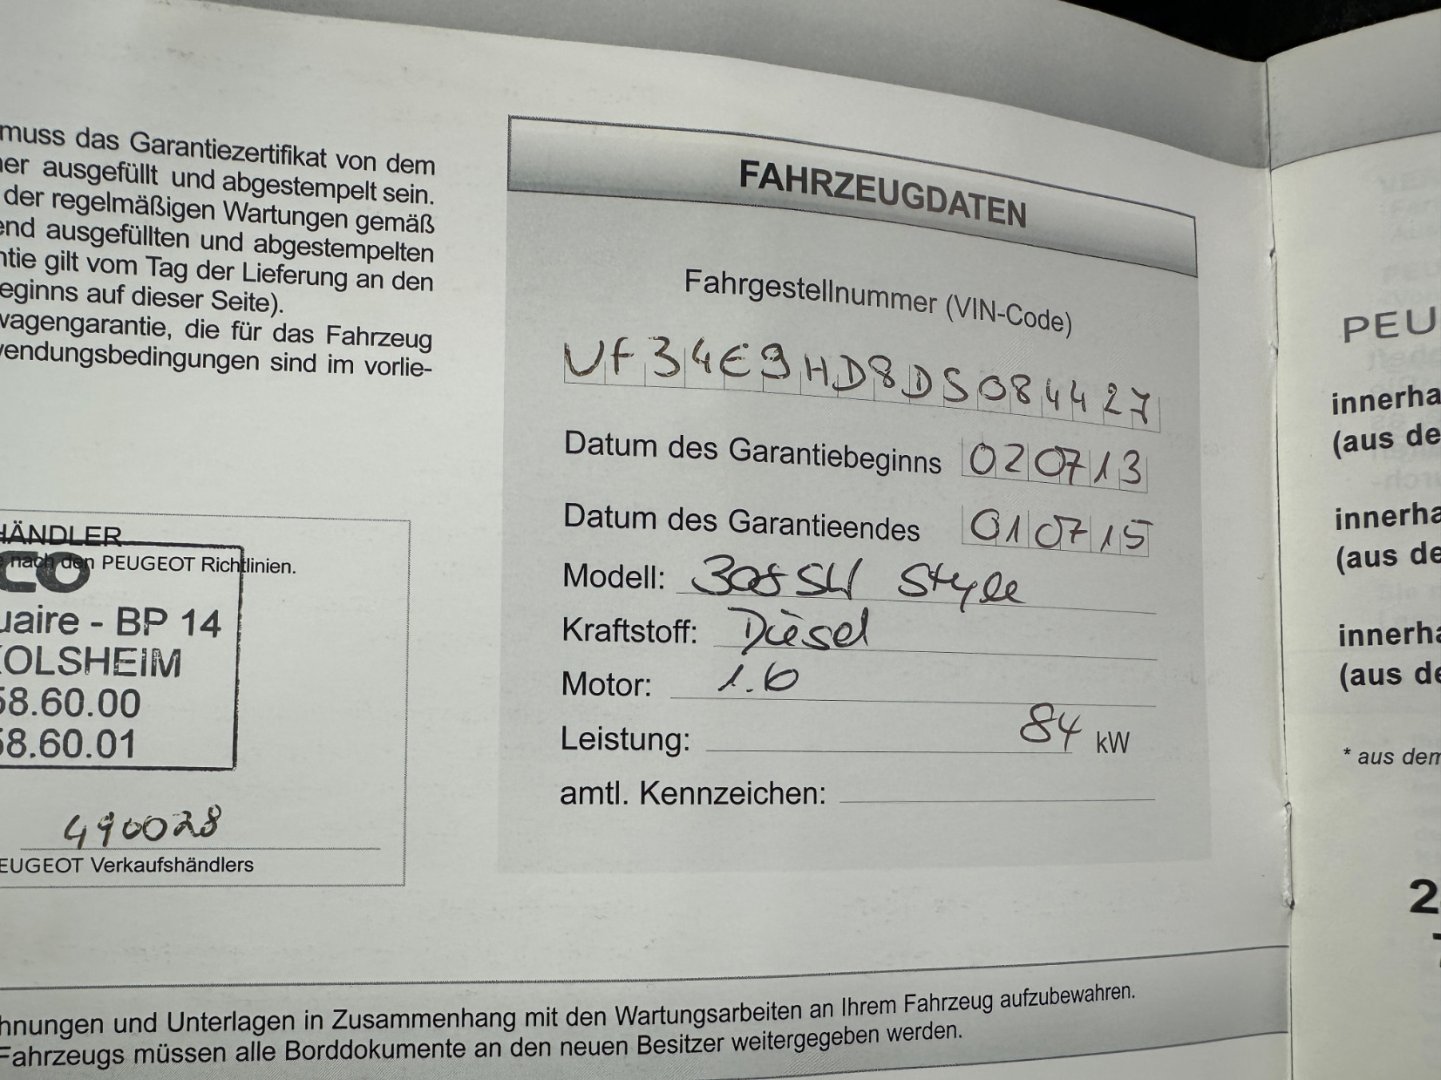 muss das Garantiezertifikat von dem
ausgefüllt und abgestempelt sein.
der regelmäßigen Wartungen gemäß
end ausgefüllten und abgestempelten
ntie gilt vom Tag der Lieferung an den
eginns auf dieser Seite).
wagengarantie, die für das Fahrzeug
wendungsbedingungen sind im vorlie-
HÄNDLER
nach den PEUGEOT Richtlinien.
CO
uaire - BP 14
KOLSHEIM
58.60.00
58.60.01
490028
EUGEOT Verkaufshändlers
FAHRZEUGDATEN
Fahrgestellnummer (VIN-Code)
VF34E9HD8DS084427
Datum des Garantiebeginns 020713
Datum des Garantieendes 010715
Modell: 308SW Style
Kraftstoff: Diesel
Motor: 1.6
Leistung: 84 kW
amtl. Kennzeichen:
hnungen und Unterlagen in Zusammenhang mit den Wartungsarbeiten an Ihrem Fahrzeug aufzubewahren.
Fahrzeugs müssen alle Borddokumente an den neuen Besitzer weitergegeben werden.
PEU
innerha
(aus de
innerha
(aus de
innerha
(aus de
* aus dem
2